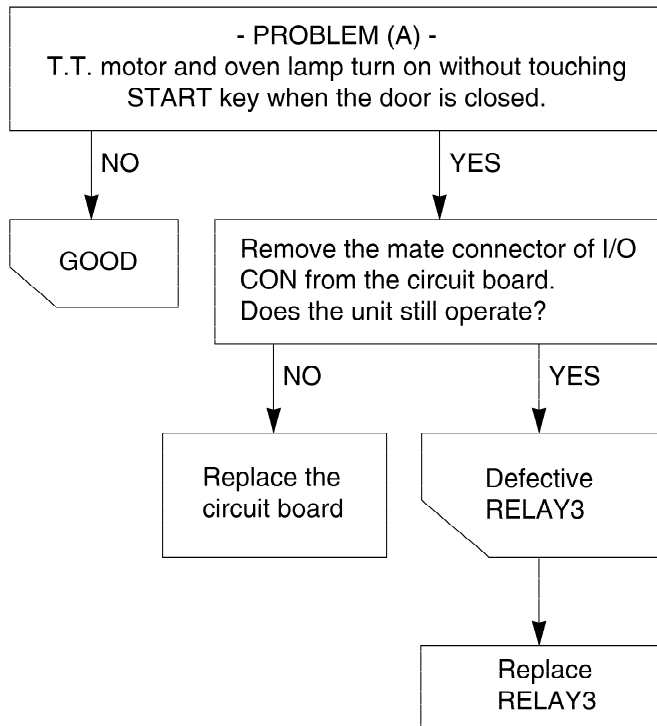 - PROBLEM (A) -
T.T. motor and oven lamp turn on without touching
START key when the door is closed.
NO
YES
GOOD
Remove the mate connector of I/O
CON from the circuit board.
Does the unit still operate?
NO
YES
Replace the
circuit board
Defective
RELAY3
Replace
RELAY3